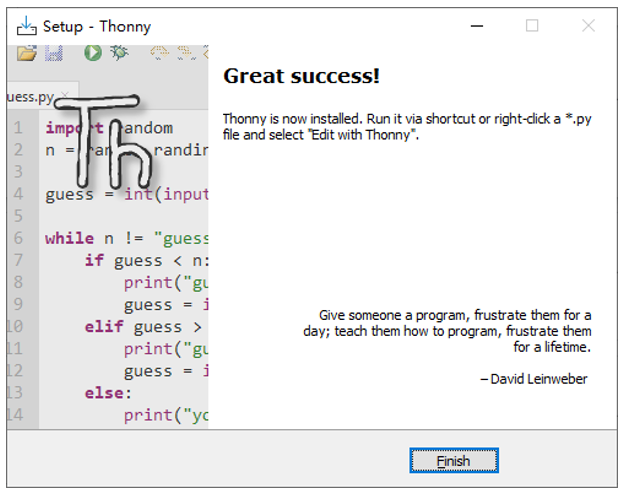 Setup - Thonny
Great success!
Thonny is now installed. Run it via shortcut or right-click a *.py
file and select "Edit with Thonny".
uess.py
Th
1 import random
2 n = randin
3
4 guess = int(input
5
6 while n != "guess
7 if guess < n:
8 print("gu
9 guess = i
10 elif guess >
11 print("gu
12 guess = i
13 else:
14 print("yo
Give someone a program, frustrate them for a
day; teach them how to program, frustrate them
for a lifetime.
– David Leinweber
Finish